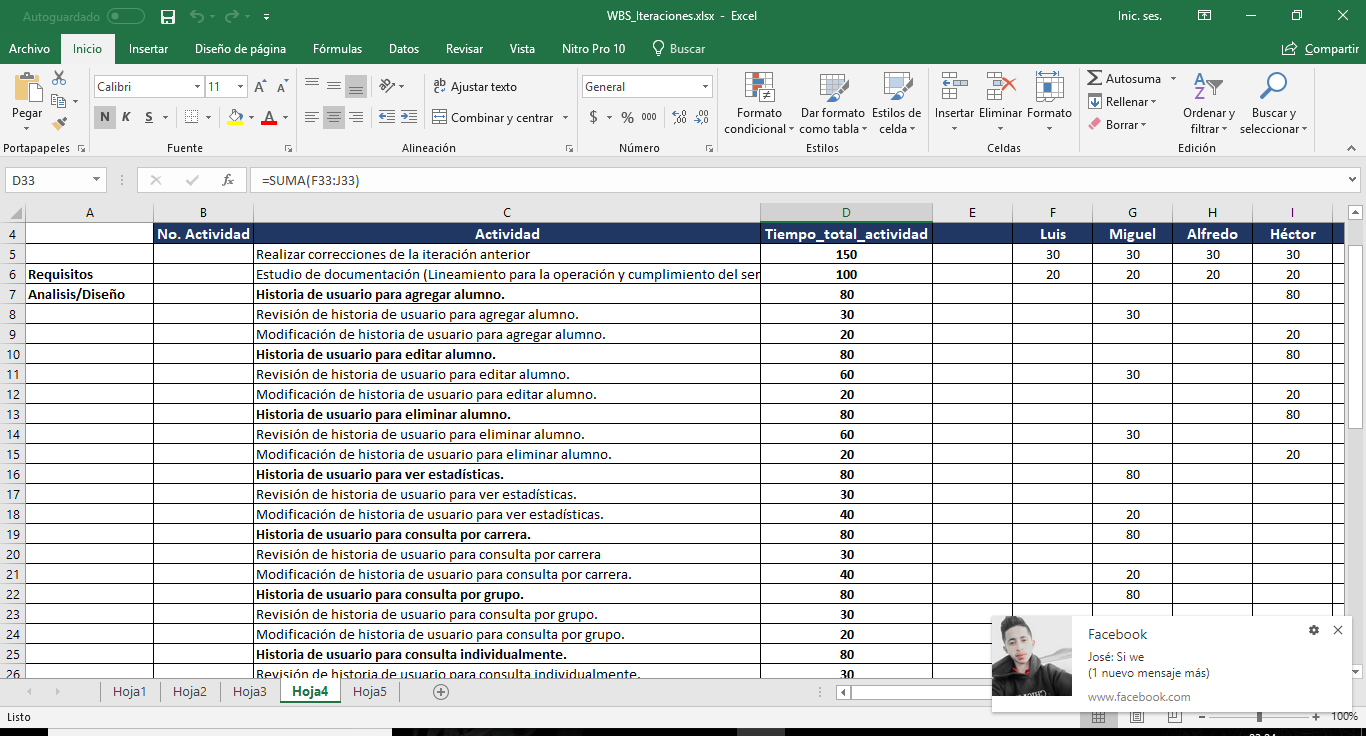 Autoguardado WBS_Iteraciones.xlsx - Excel Inic. ses.
Archivo Inicio Insertar Diseño de página Fórmulas Datos Revisar Vista Nitro Pro 10 Buscar Compartir
Pegar Calibri 11 Ajustar texto General Autosuma
N K S Combinar y centrar $ % 000 Formato condicional Dar formato como tabla Estilos de celda Insertar Eliminar Formato Rellenar Borrar Ordenar y filtrar Buscar y seleccionar
Portapapeles Fuente Alineación Número Estilos Celdas Edición
D33 fx =SUMA(F33:J33)
A B C D E F G H I
4 No. Actividad Actividad Tiempo_total_actividad Luis Miguel Alfredo Héctor
5 Realizar correcciones de la iteración anterior 150 30 30 30 30
6 Requisitos Estudio de documentación (Lineamiento para la operación y cumplimiento del ser 100 20 20 20 20
7 Analisis/Diseño Historia de usuario para agregar alumno. 80 80
8 Revisión de historia de usuario para agregar alumno. 30 30
9 Modificación de historia de usuario para agregar alumno. 20 20
10 Historia de usuario para editar alumno. 80 80
11 Revisión de historia de usuario para editar alumno. 60 30
12 Modificación de historia de usuario para editar alumno. 20 20
13 Historia de usuario para eliminar alumno. 80 80
14 Revisión de historia de usuario para eliminar alumno. 60 30
15 Modificación de historia de usuario para eliminar alumno. 20 20
16 Historia de usuario para ver estadísticas. 80 80
17 Revisión de historia de usuario para ver estadísticas. 30
18 Modificación de historia de usuario para ver estadísticas. 40 20
19 Historia de usuario para consulta por carrera. 80 80
20 Revisión de historia de usuario para consulta por carrera 30
21 Modificación de historia de usuario para consulta por carrera. 40 20
22 Historia de usuario para consulta por grupo. 80 80
23 Revisión de historia de usuario para consulta por grupo. 30
24 Modificación de historia de usuario para consulta por grupo. 20
25 Historia de usuario para consulta individualmente. 80
26 Revisión de historia de usuario para consulta individualmente. 30
Facebook
José: Si we
(1 nuevo mensaje más)
www.facebook.com
Hoja1 Hoja2 Hoja3 Hoja4 Hoja5
Listo 100%